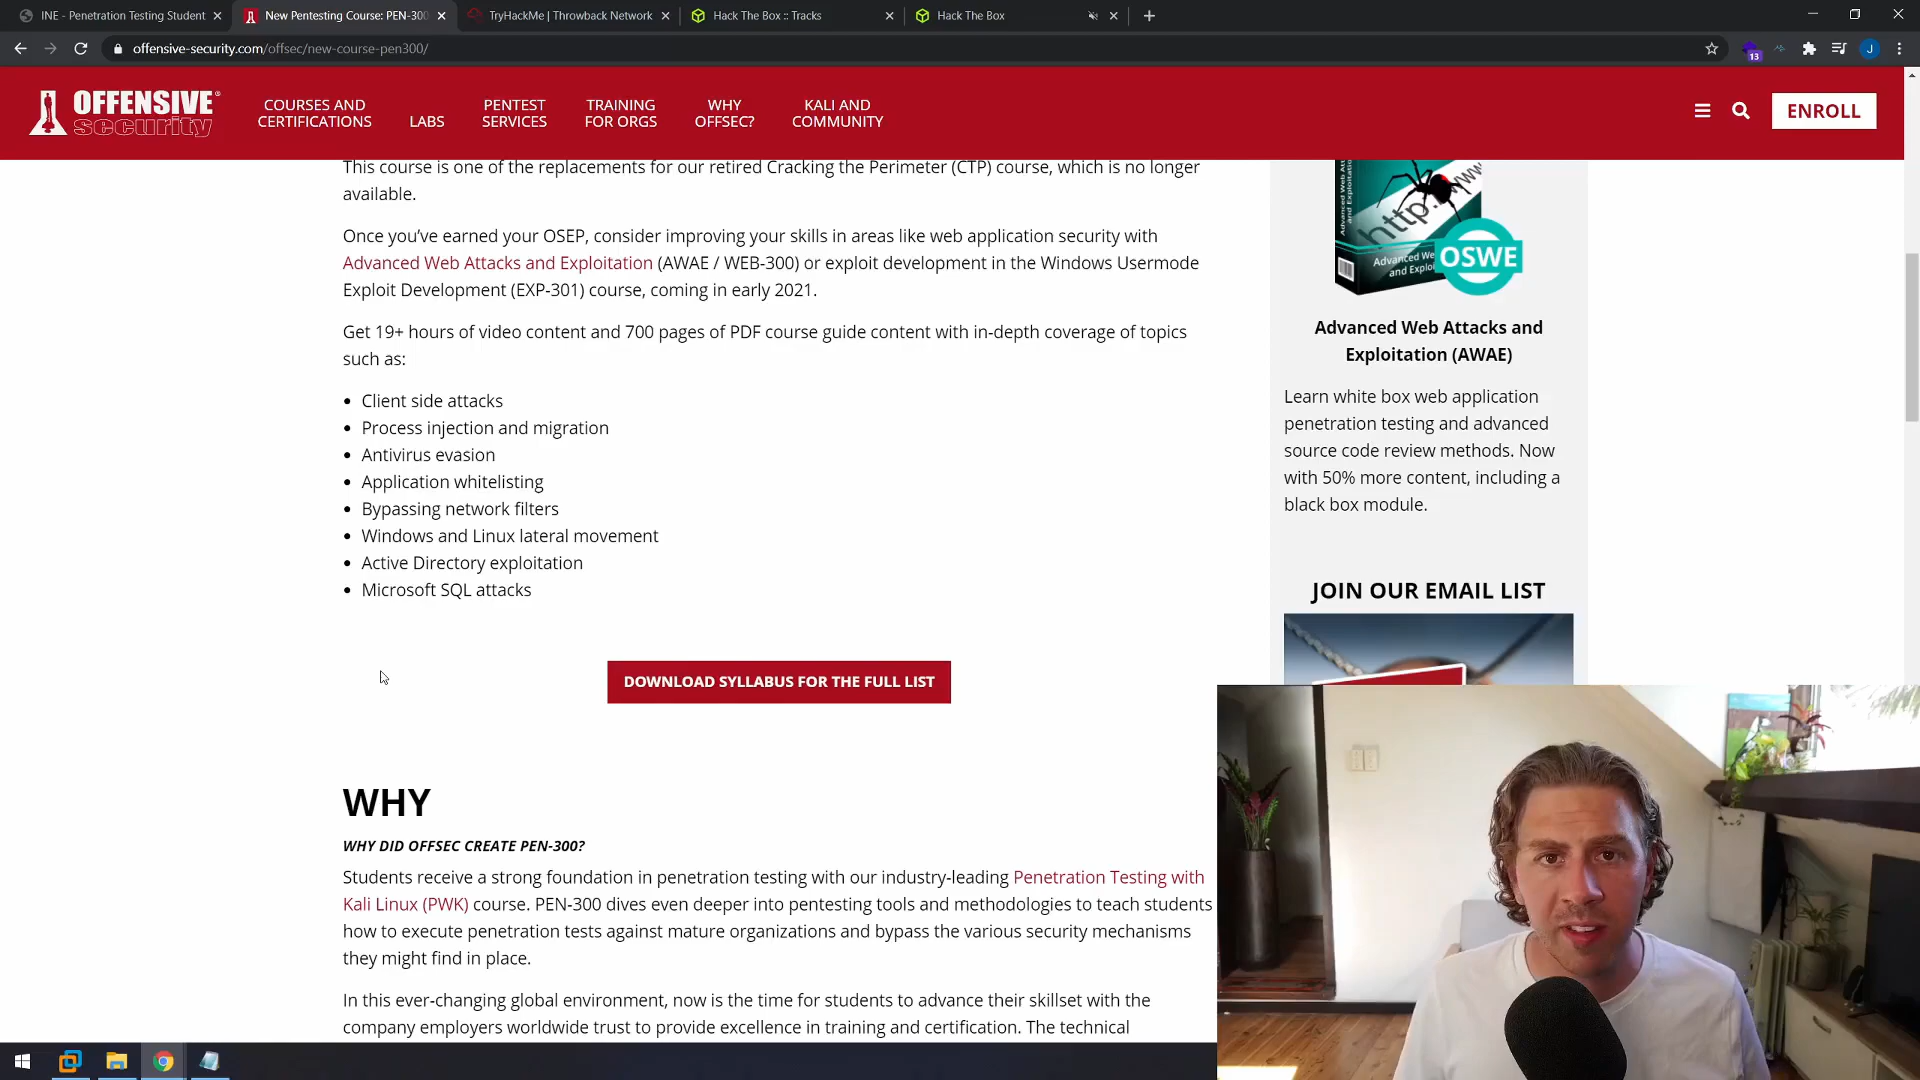 INE - Penetration Testing Student
New Pentesting Course: PEN-300
TryHackMe | Throwback Network
Hack The Box :: Tracks
Hack The Box
offensive-security.com/offsec/new-course-pen300/
13
J
OFFENSIVE
security
COURSES AND
CERTIFICATIONS
LABS
PENTEST
SERVICES
TRAINING
FOR ORGS
WHY
OFFSEC?
KALI AND
COMMUNITY
ENROLL
This course is one of the replacements for our retired Cracking the Perimeter (CTP) course, which is no longer
available.
Once you’ve earned your OSEP, consider improving your skills in areas like web application security with
Advanced Web Attacks and Exploitation (AWAE / WEB-300) or exploit development in the Windows Usermode
Exploit Development (EXP-301) course, coming in early 2021.
Get 19+ hours of video content and 700 pages of PDF course guide content with in-depth coverage of topics
such as:
• Client side attacks
• Process injection and migration
• Antivirus evasion
• Application whitelisting
• Bypassing network filters
• Windows and Linux lateral movement
• Active Directory exploitation
• Microsoft SQL attacks
DOWNLOAD SYLLABUS FOR THE FULL LIST
WHY
WHY DID OFFSEC CREATE PEN-300?
Students receive a strong foundation in penetration testing with our industry-leading Penetration Testing with
Kali Linux (PWK) course. PEN-300 dives even deeper into pentesting tools and methodologies to teach students
how to execute penetration tests against mature organizations and bypass the various security mechanisms
they might find in place.
In this ever-changing global environment, now is the time for students to advance their skillset with the
company employers worldwide trust to provide excellence in training and certification. The technical
http:
www
OSWE
Advanced Web Attacks and
Exploitation (AWAE)
Learn white box web application
penetration testing and advanced
source code review methods. Now
with 50% more content, including a
black box module.
JOIN OUR EMAIL LIST